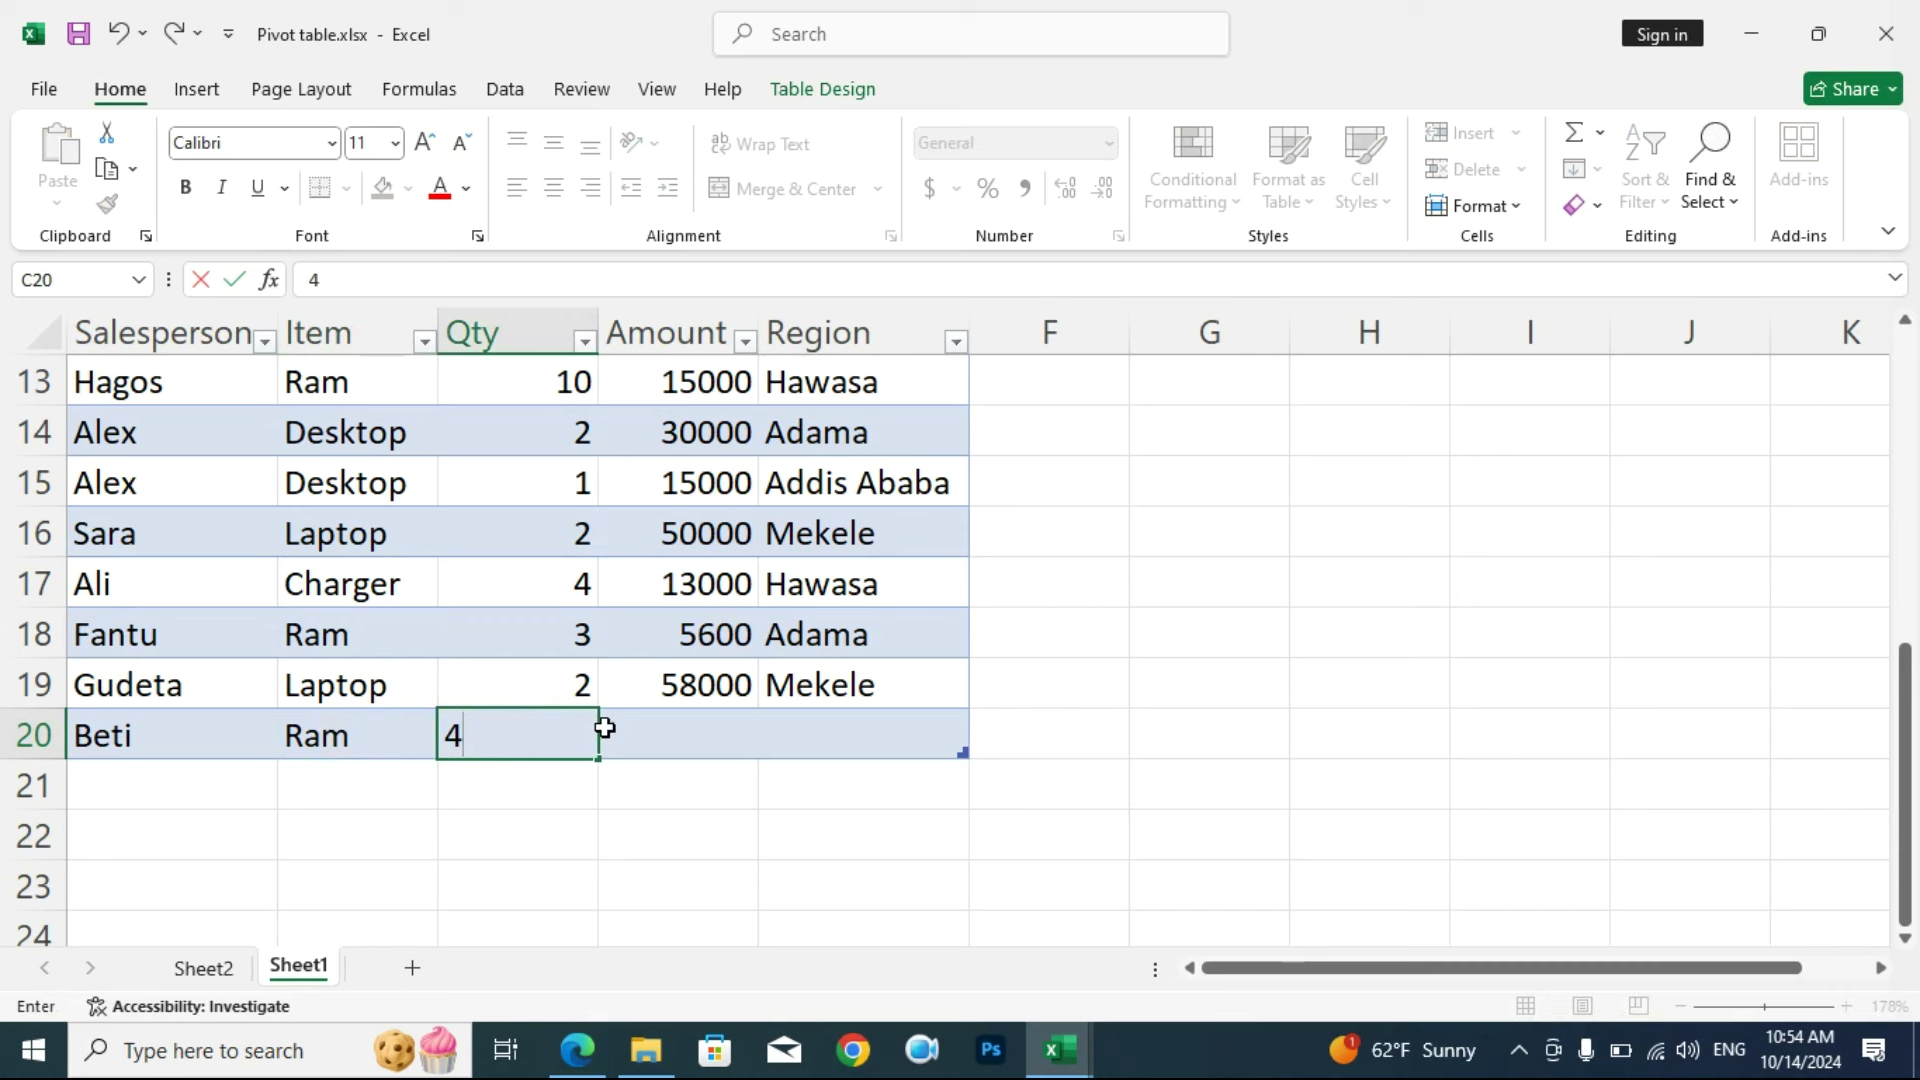 Pivot table.xlsx - Excel
Search
Sign in
File Home Insert Page Layout Formulas Data Review View Help Table Design
Share
Paste
Clipboard
Calibri 11
B I U A
Font
Wrap Text
Merge & Center
Alignment
General
$ % ,
Number
Conditional Formatting
Format as Table
Cell Styles
Styles
Insert
Delete
Format
Cells
Sort & Filter
Find & Select
Editing
Add-ins
Add-ins
C20 fx 4
Salesperson Item Qty Amount Region F G H I J K
13 Hagos Ram 10 15000 Hawasa
14 Alex Desktop 2 30000 Adama
15 Alex Desktop 1 15000 Addis Ababa
16 Sara Laptop 2 50000 Mekele
17 Ali Charger 4 13000 Hawasa
18 Fantu Ram 3 5600 Adama
19 Gudeta Laptop 2 58000 Mekele
20 Beti Ram 4
21
22
23
24
Sheet2 Sheet1
Enter Accessibility: Investigate 178%
Type here to search Ps 1 62°F Sunny ENG 10:54 AM
10/14/2024